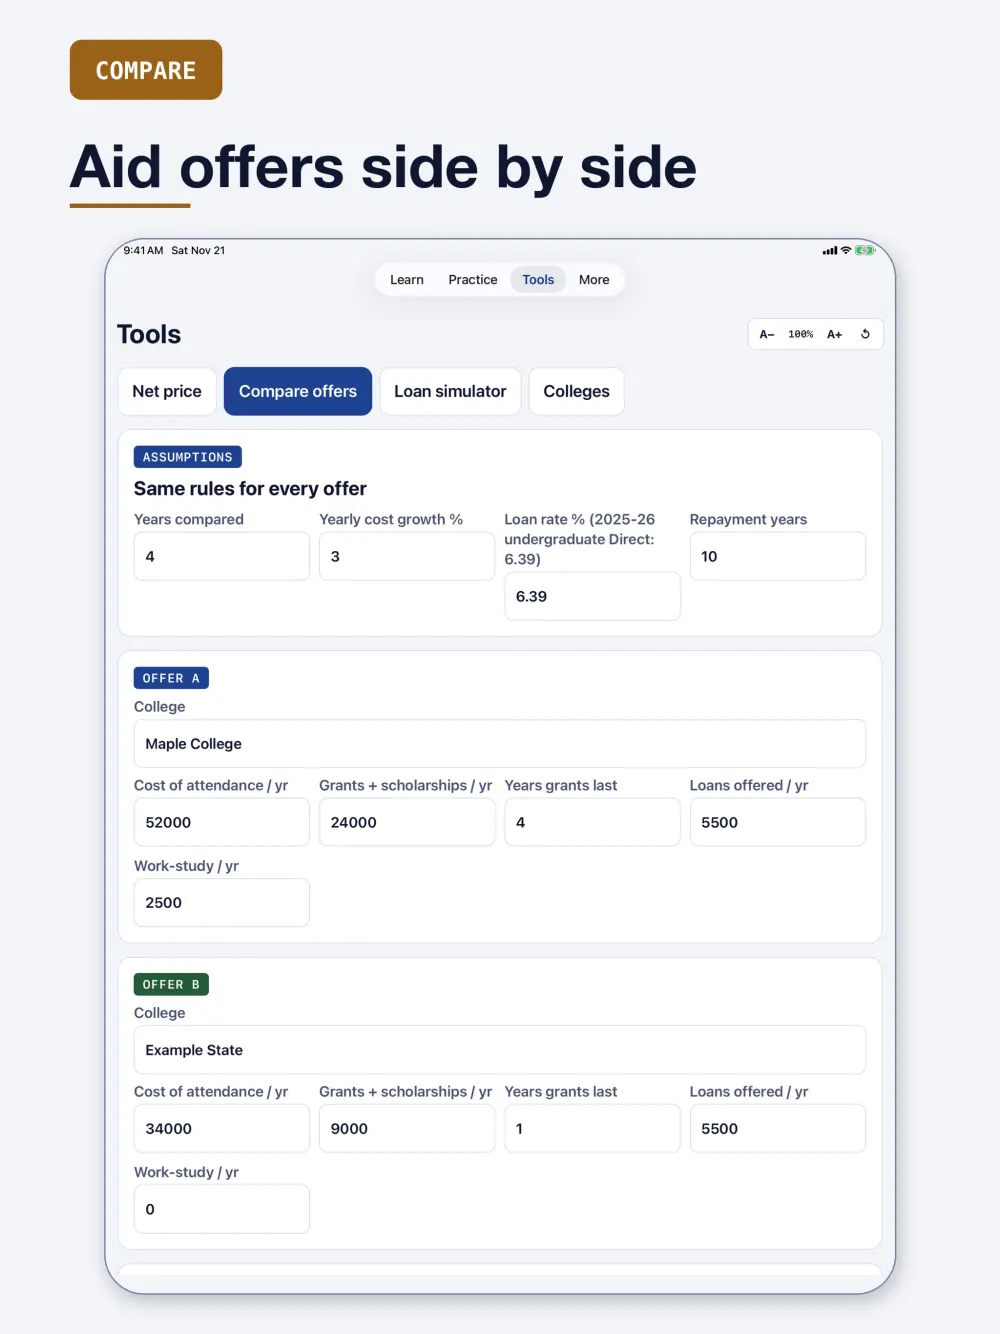 COMPARE
Aid offers side by side
9:41 AM Sat Nov 21
Learn Practice Tools More
Tools
A− 100% A+
Net price Compare offers Loan simulator Colleges
ASSUMPTIONS
Same rules for every offer
Years compared
4
Yearly cost growth %
3
Loan rate % (2025-26
undergraduate Direct:
6.39)
6.39
Repayment years
10
OFFER A
College
Maple College
Cost of attendance / yr
52000
Grants + scholarships / yr
24000
Years grants last
4
Loans offered / yr
5500
Work-study / yr
2500
OFFER B
College
Example State
Cost of attendance / yr
34000
Grants + scholarships / yr
9000
Years grants last
1
Loans offered / yr
5500
Work-study / yr
0